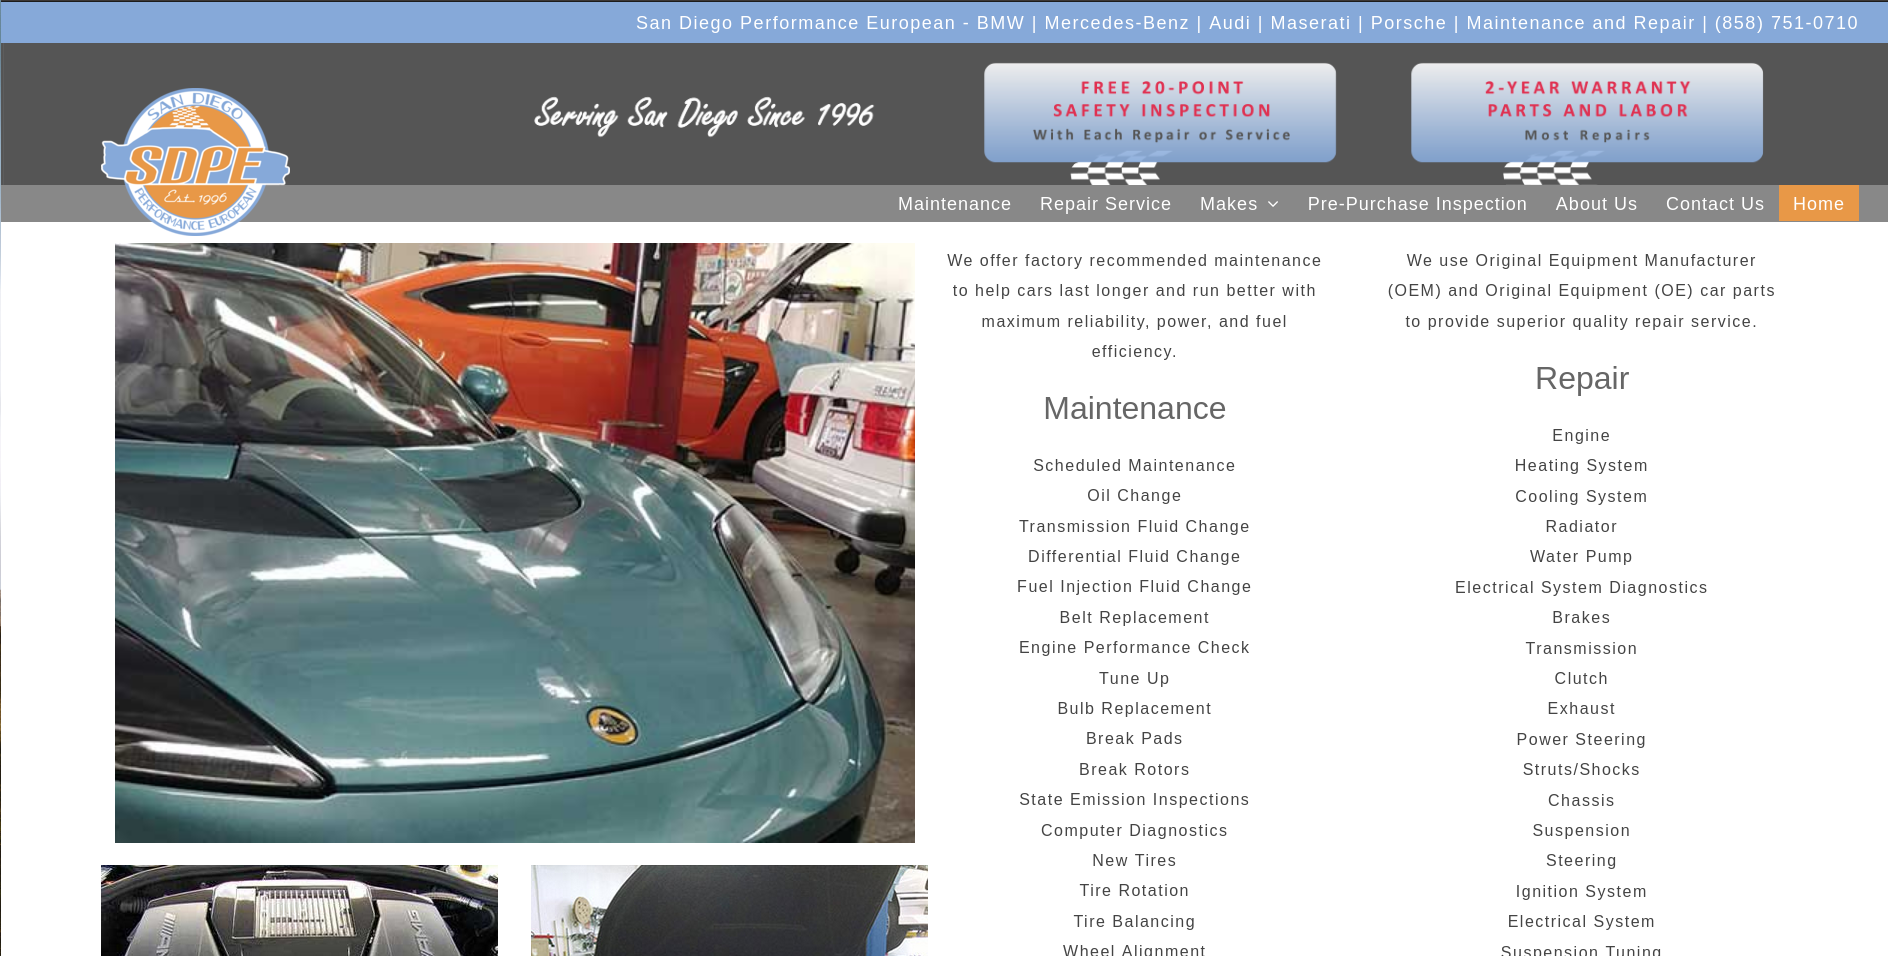 San Diego Performance European - BMW | Mercedes-Benz | Audi | Maserati | Porsche | Maintenance and Repair | (858) 751-0710
SAN DIEGO
SDPE
Est. 1996
PERFORMANCE EUROPEAN
Serving San Diego Since 1996
FREE 20-POINT
SAFETY INSPECTION
With Each Repair or Service
2-YEAR WARRANTY
PARTS AND LABOR
Most Repairs
Maintenance Repair Service Makes Pre-Purchase Inspection About Us Contact Us Home
We offer factory recommended maintenance
to help cars last longer and run better with
maximum reliability, power, and fuel
efficiency.
Maintenance
Scheduled Maintenance
Oil Change
Transmission Fluid Change
Differential Fluid Change
Fuel Injection Fluid Change
Belt Replacement
Engine Performance Check
Tune Up
Bulb Replacement
Break Pads
Break Rotors
State Emission Inspections
Computer Diagnostics
New Tires
Tire Rotation
Tire Balancing
Wheel Alignment
We use Original Equipment Manufacturer
(OEM) and Original Equipment (OE) car parts
to provide superior quality repair service.
Repair
Engine
Heating System
Cooling System
Radiator
Water Pump
Electrical System Diagnostics
Brakes
Transmission
Clutch
Exhaust
Power Steering
Struts/Shocks
Chassis
Suspension
Steering
Ignition System
Electrical System
Suspension Tuning
AMG